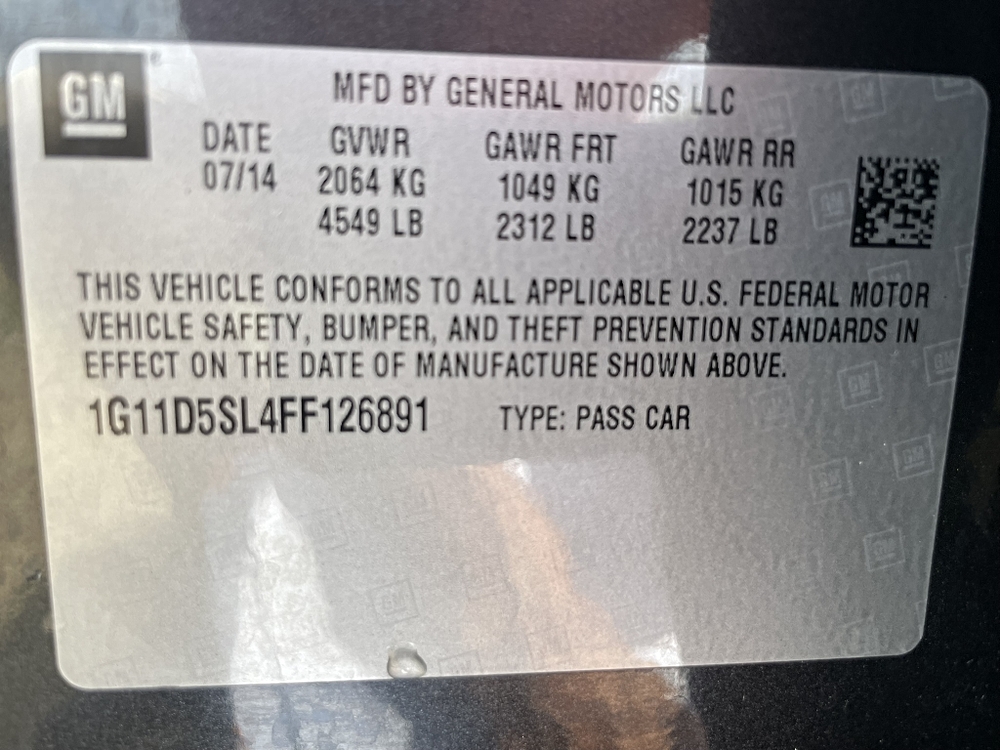 GM
MFD BY GENERAL MOTORS LLC
DATE GVWR GAWR FRT GAWR RR
07/14 2064 KG 1049 KG 1015 KG
4549 LB 2312 LB 2237 LB
THIS VEHICLE CONFORMS TO ALL APPLICABLE U.S. FEDERAL MOTOR
VEHICLE SAFETY, BUMPER, AND THEFT PREVENTION STANDARDS IN
EFFECT ON THE DATE OF MANUFACTURE SHOWN ABOVE.
1G11D5SL4FF126891 TYPE: PASS CAR